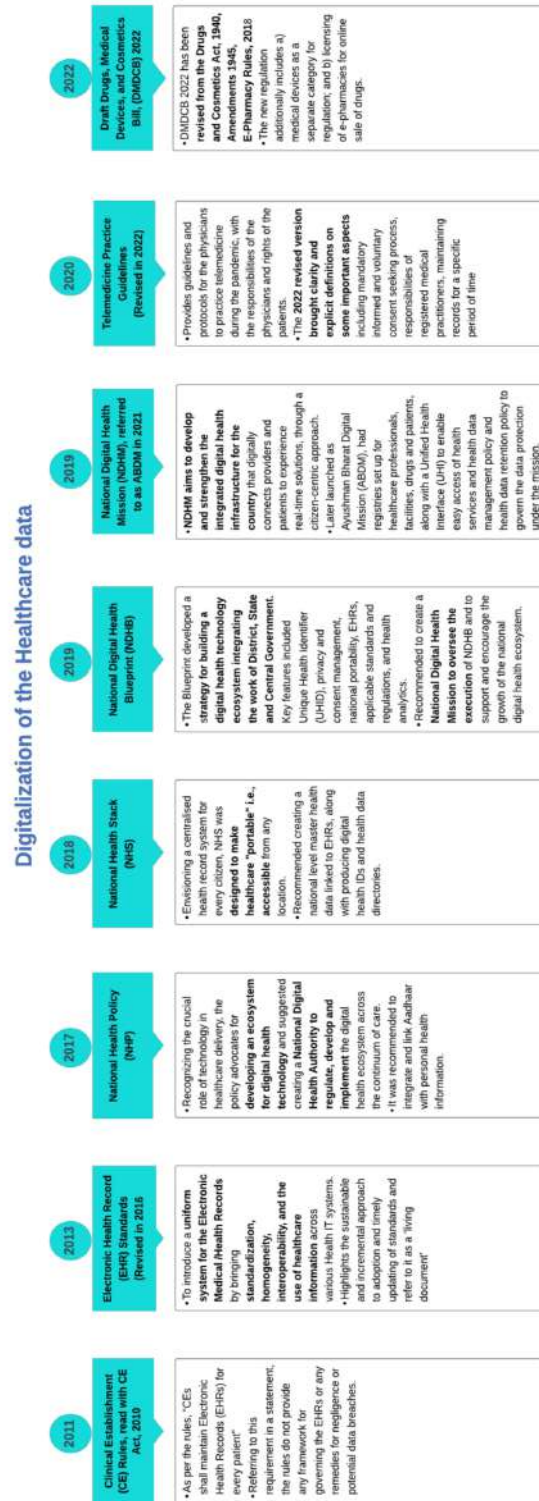 Digitalization of the Healthcare data
2011
Clinical Establishment
(CE) Rules, read with CE
Act, 2010
• As per the rules, "CEs
shall maintain Electronic
Health Records (EHRs) for
every patient"
• Referring to this
requirement in a statement,
the rules do not provide
any framework for
governing the EHRs or any
remedies for negligence or
potential data breaches.
2013
Electronic Health Record
(EHR) Standards
(Revised in 2016
• To introduce a uniform
system for the Electronic
Medical /Health Records
by bringing
standardization,
homogeneity,
interoperability, and the
use of healthcare
information across
various Health IT systems.
• Highlights the sustainable
and incremental approach
to adoption and timely
updating of standards and
refer to it as a 'living
document'
2017
National Health Policy
(NHP)
• Recognizing the crucial
role of technology in
healthcare delivery, the
policy advocates for
developing an ecosystem
for digital health
technology and suggested
creating a National Digital
Health Authority to
regulate, develop and
implement the digital
health ecosystem across
the continuum of care.
• It was recommended to
integrate and link Aadhaar
with personal health
information.
2018
National Health Stack
(NHS)
• Envisioning a centralised
health record system for
every citizen, NHS was
designed to make
healthcare "portable" i.e.,
accessible from any
location.
• Recommended creating a
national level master health
data linked to EHRs, along
with producing digital
health IDs and health data
directories.
2019
National Digital Health
Blueprint (NDHB)
• The Blueprint developed a
strategy for building a
digital health technology
ecosystem integrating
the work of District, State
and Central Government.
Key features included
Unique Health Identifier
(UHID), privacy and
consent management,
national portability, EHRs,
applicable standards and
regulations, and health
analytics.
• Recommended to create a
National Digital Health
Mission to oversee the
execution of NDHB and to
support and encourage the
growth of the national
digital health ecosystem.
2019
National Digital Health
Mission (NDHM), referred
to as ABDM in 2021
• NDHM aims to develop
and strengthen the
integrated digital health
infrastructure for the
country that digitally
connects providers and
patients to experience
real-time solutions, through a
citizen-centric approach.
• Later launched as
Ayushman Bharat Digital
Mission (ABDM), had
registries set up for
healthcare professionals,
facilities, drugs and patients,
along with a Unified Health
Interface (UHI) to enable
easy access of health
services and health data
management policy and
health data retention policy to
govern the data protection
under the mission.
2020
Telemedicine Practice
Guidelines
(Revised in 2022)
• Provides guidelines and
protocols for the physicians
to practice telemedicine
during the pandemic, with
the responsibilities of the
physicians and rights of the
patients.
• The 2022 revised version
brought clarity and
explicit definitions on
some important aspects
including mandatory
informed and voluntary
consent seeking process,
responsibilities of
registered medical
practitioners, maintaining
records for a specific
period of time
2022
Draft Drugs, Medical
Devices, and Cosmetics
Bill, (DMDCB) 2022
• DMDCB 2022 has been
revised from the Drugs
and Cosmetics Act, 1940,
Amendments 1945,
E-Pharmacy Rules, 2018
• The new regulation
additionally includes a)
medical devices as a
separate category for
regulation; and b) licensing
of e-pharmacies for online
sale of drugs.